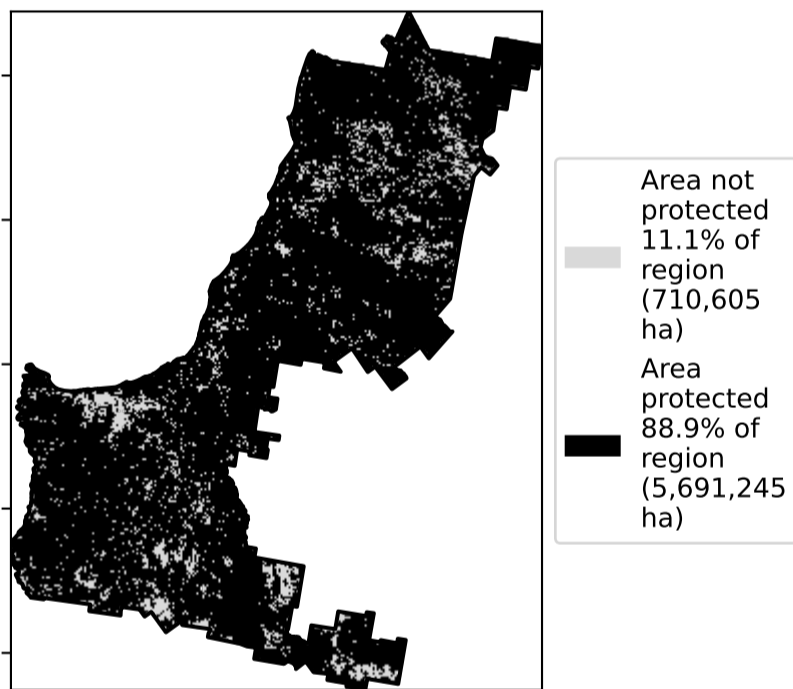 Area not
protected
11.1% of
region
(710,605
ha)
Area
protected
88.9% of
region
(5,691,245
ha)